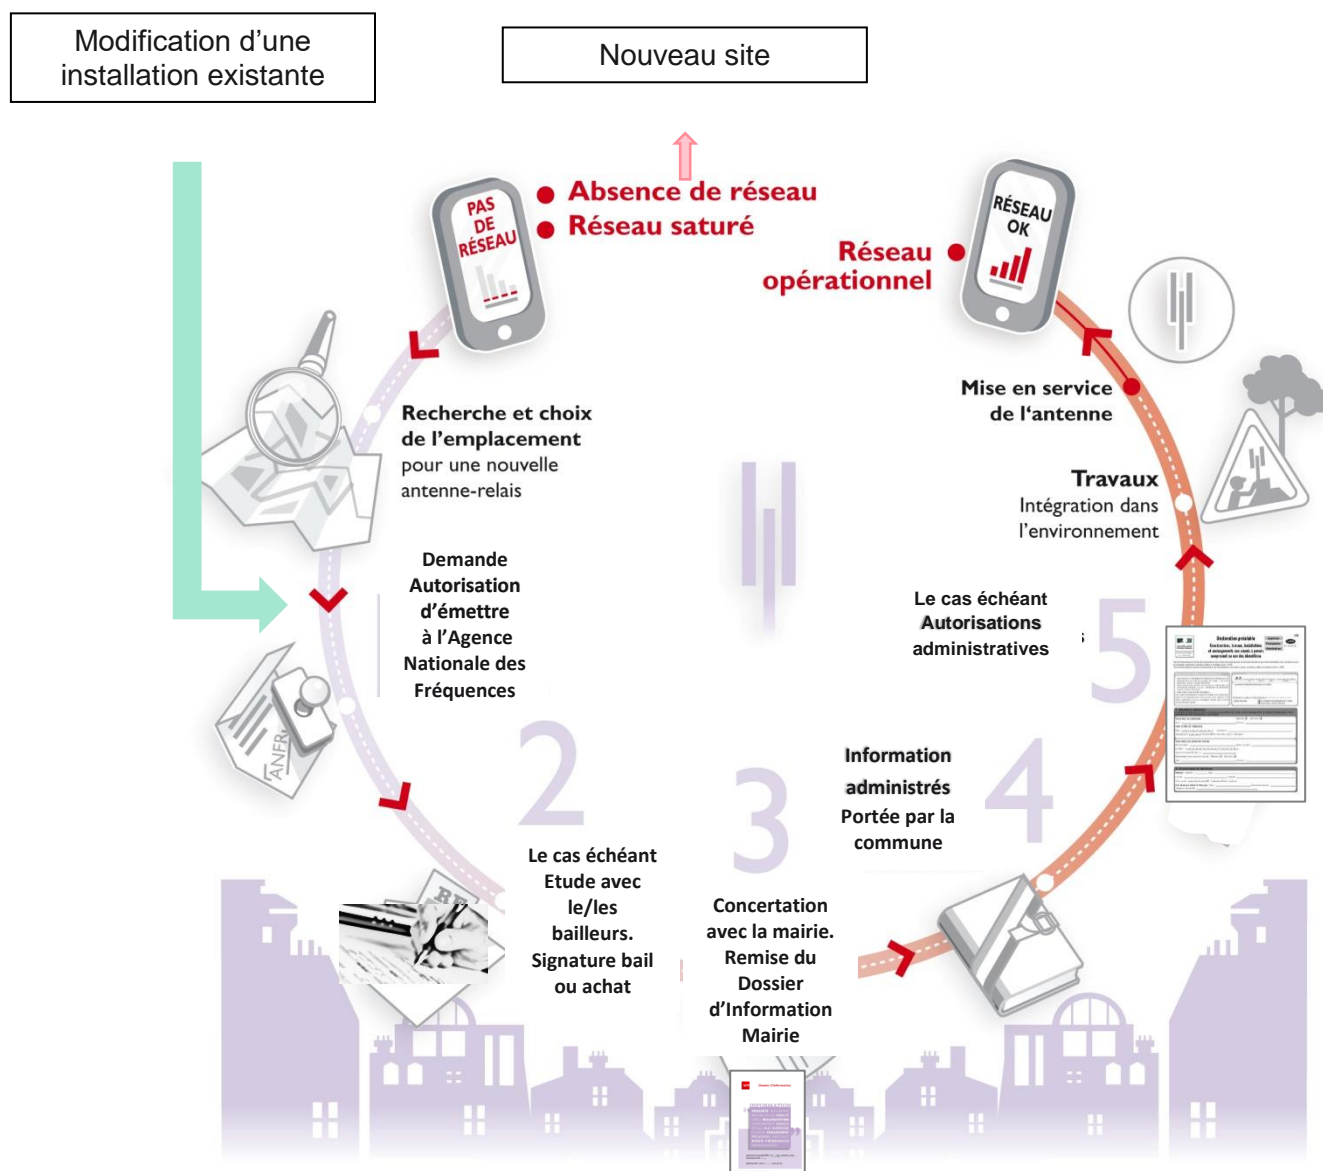 Modification d’une
installation existante
Nouveau site
PAS
DE
RÉSEAU
Absence de réseau
Réseau saturé
RÉSEAU
OK
Réseau
opérationnel
Recherche et choix
de l’emplacement
pour une nouvelle
antenne-relais
Mise en service
de l‘antenne
Travaux
Intégration dans
l’environnement
Demande
Autorisation
d’émettre
à l’Agence
Nationale des
Fréquences
ANFR
2
Le cas échéant
Etude avec
le/les
bailleurs.
Signature bail
ou achat
3
Concertation
avec la mairie.
Remise du
Dossier
d’Information
Mairie
4
Information
administrés
Portée par la
commune
5
Le cas échéant
Autorisations
administratives
s
Déclaration préalable
Dossier d'Information